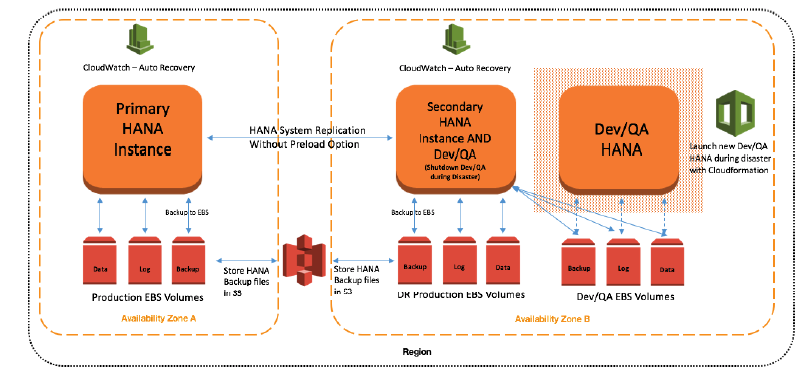 CloudWatch – Auto Recovery
CloudWatch – Auto Recovery
Primary
HANA
Instance
HANA System Replication
Without Preload Option
Secondary
HANA
Instance AND
Dev/QA
(Shutdown Dev/QA
during Disaster)
Dev/QA
HANA
Launch new Dev/QA
HANA during disaster
with Cloudformation
Backup to EBS
Backup to EBS
Data
Log
Backup
Store HANA
Backup files
in S3
Store HANA
Backup files
in S3
Backup
Log
Data
Backup
Log
Data
Production EBS Volumes
DR Production EBS Volumes
Dev/QA EBS Volumes
Availability Zone A
Availability Zone B
Region